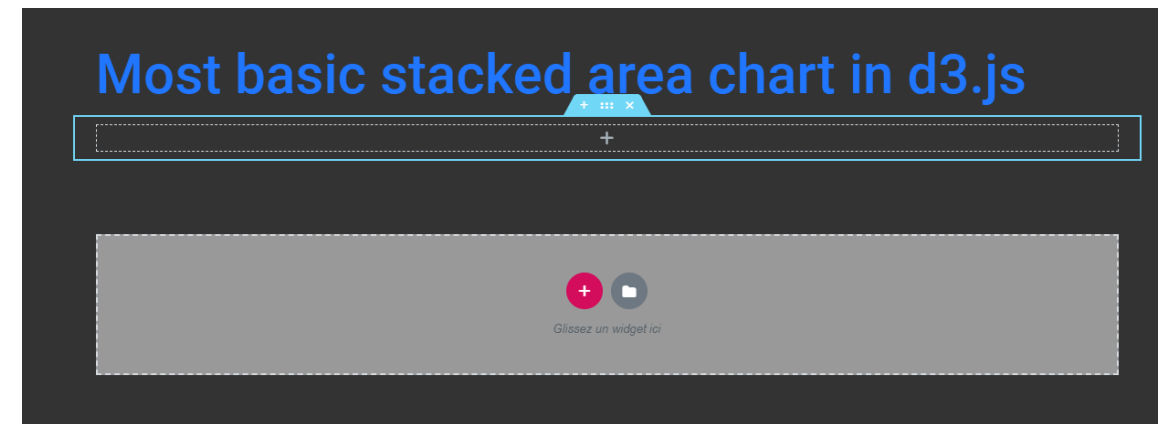 Most basic stacked area chart in d3.js
Glissez un widget ici